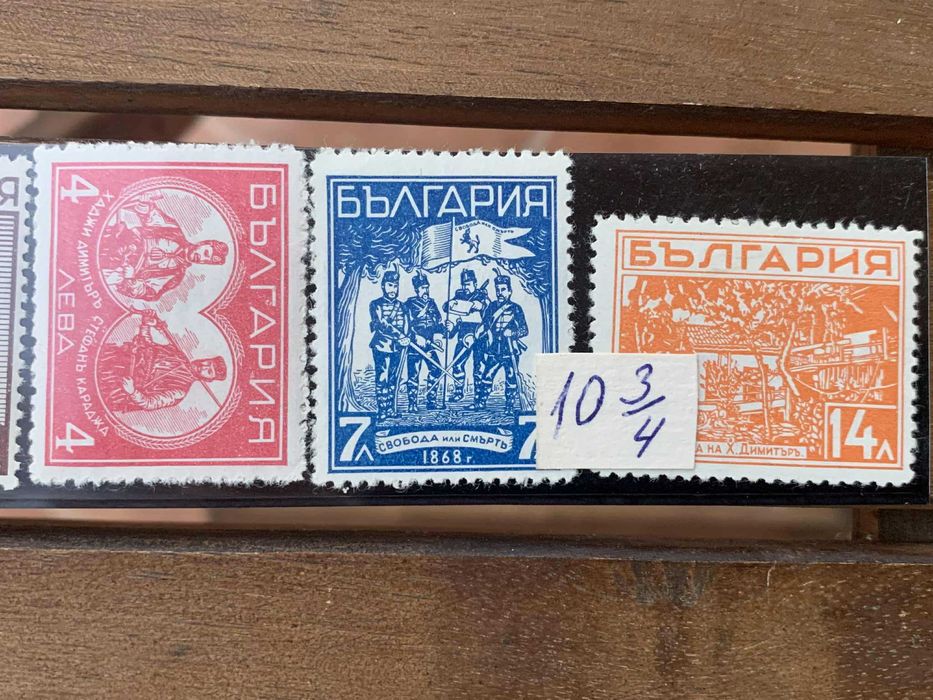 Я
БЪЛГАРИЯ
ХАДЖИ ДИМИТЪРЪ СТЕФАНЪ КАРАДЖА
4 ЛЕВА 4
БЪЛГАРИЯ
СВОБОДА ИЛИ СМЪРТЬ
7Л СВОБОДА ИЛИ СМЪРТЬ 7
1868 г.
10 3/4
БЪЛГАРИЯ
НА Х. ДИМИТЪРЪ. 14Л